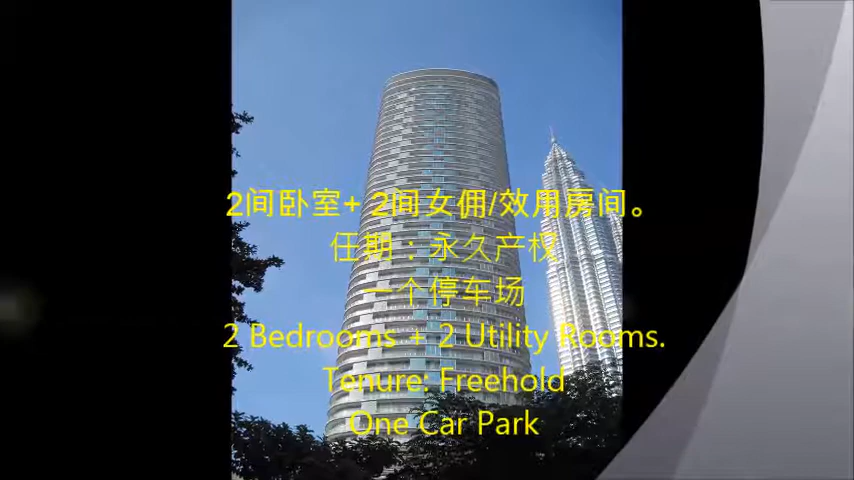 2间卧室+ 2间女佣/效用房间。
任期：永久产权
一个停车场
2 Bedrooms + 2 Utility Rooms.
Tenure: Freehold
One Car Park